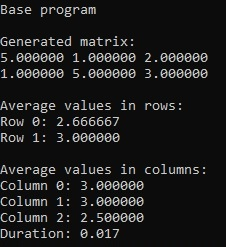 Base program
Generated matrix:
5.000000 1.000000 2.000000
1.000000 5.000000 3.000000
Average values in rows:
Row 0: 2.666667
Row 1: 3.000000
Average values in columns:
Column 0: 3.000000
Column 1: 3.000000
Column 2: 2.500000
Duration: 0.017